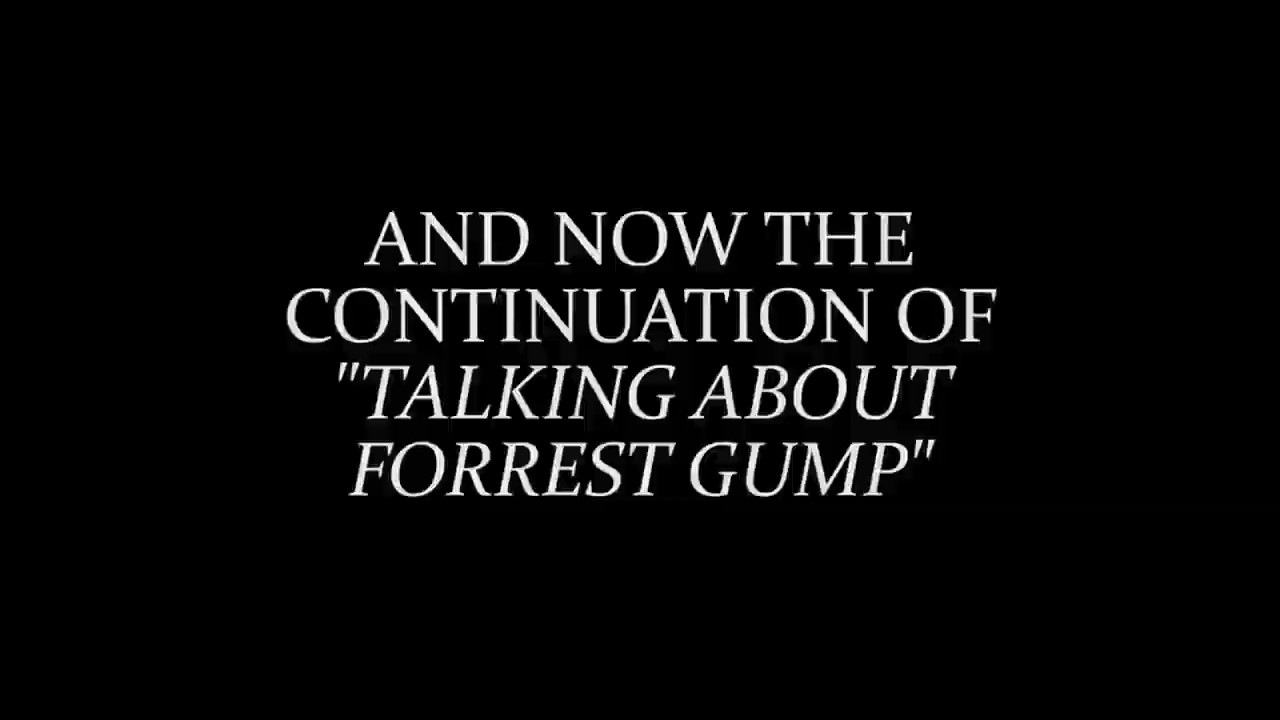 AND NOW THE
CONTINUATION OF
"TALKING ABOUT
FORREST GUMP"